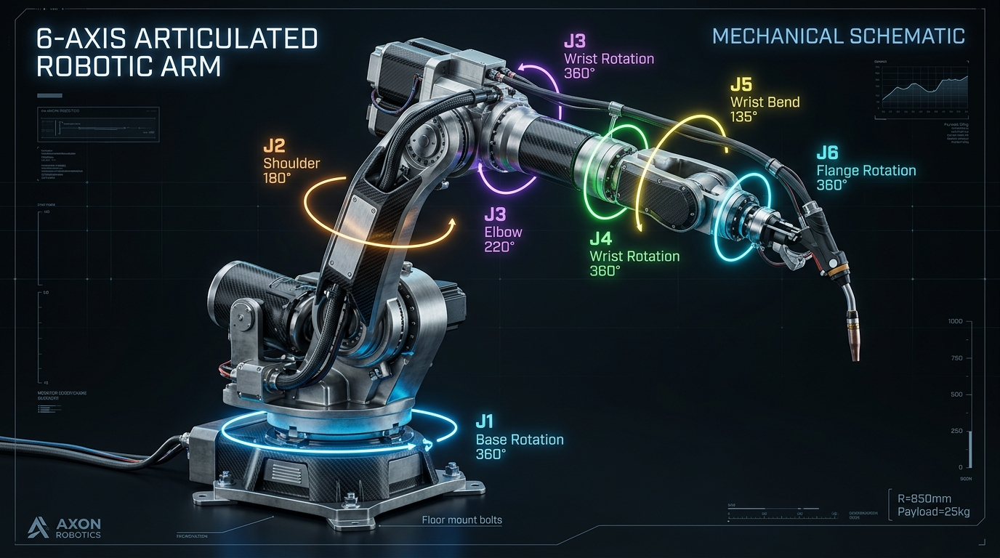 6-AXIS ARTICULATED
ROBOTIC ARM
MECHANICAL SCHEMATIC
J3
Wrist Rotation
360°
J5
Wrist Bend
135°
J2
Shoulder
180°
J6
Flange Rotation
360°
J3
Elbow
220°
J4
Wrist Rotation
360°
1000
750
500
250
0
J1
Base Rotation
360°
R=850mm
Payload=25kg
Floor mount bolts
AXON
ROBOTICS